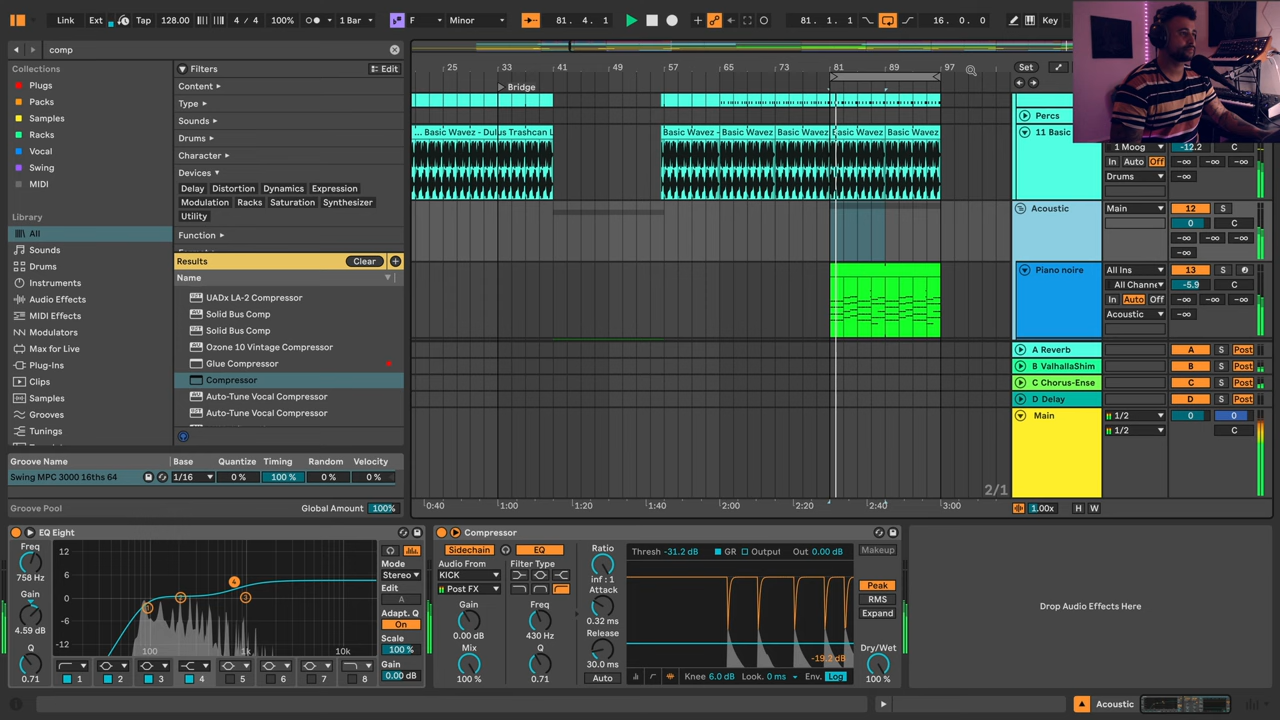 Link Ext Tap 128.00 4 / 4 100% 1 Bar F Minor 81. 4. 1 81. 1. 1 16. 0. 0 Key
comp
Collections
Plugs
Packs
Samples
Racks
Vocal
Swing
MIDI
Library
All
Sounds
Drums
Instruments
Audio Effects
MIDI Effects
Modulators
Max for Live
Plug-Ins
Clips
Samples
Grooves
Tunings
Filters Edit
Content
Type
Sounds
Drums
Character
Devices
Delay Distortion Dynamics Expression
Modulation Racks Saturation Synthesizer
Utility
Function
Results Clear
Name
UADx LA-2 Compressor
Solid Bus Comp
Solid Bus Comp
Ozone 10 Vintage Compressor
Glue Compressor
Compressor
Auto-Tune Vocal Compressor
Auto-Tune Vocal Compressor
Groove Name Base Quantize Timing Random Velocity
Swing MPC 3000 16ths 64 1/16 0 % 100 % 0 % 0 %
Groove Pool Global Amount 100%
25 33 41 49 57 65 73 81 89 97 Set
Bridge
... Basic Wavez - Dulus Trashcan L Basic Wavez - Basic Wavez Basic Wavez Basic Wavez Basic Wavez
Percs
11 Basic 1 Moog -12.2 C
In Auto Off -∞ -∞
Drums -∞
Acoustic Main 12 S
0 C
-∞ -∞ -∞
-∞
Piano noire All Ins 13 S
All Channe -5.9 C
In Auto Off -∞ -∞
Acoustic -∞
A Reverb A S Post
B ValhallaShim B S Post
C Chorus-Ense C S Post
D Delay D S Post
Main 1/2 0 0
1/2 C
2/1
0:40 1:00 1:20 1:40 2:00 2:20 2:40 3:00 1.00x H W
EQ Eight
Freq
758 Hz
Gain
4.59 dB
Q
0.71
12
6
0
-6
-12
100 1k 10k
1 2 3 4 5 6 7 8
Mode
Stereo
Edit
A
Adapt. Q
On
Scale
100 %
Gain
0.00 dB
Compressor
Sidechain EQ
Audio From Filter Type
KICK
Post FX
Gain Freq
0.00 dB 430 Hz
Mix Q
100 % 0.71
Ratio
inf : 1
Attack
0.32 ms
Release
30.0 ms
Auto
Thresh -31.2 dB GR Output Out 0.00 dB
-19.2 dB
Knee 6.0 dB Look. 0 ms Env. Log
Makeup
Peak
RMS
Expand
Dry/Wet
100 %
Drop Audio Effects Here
Acoustic